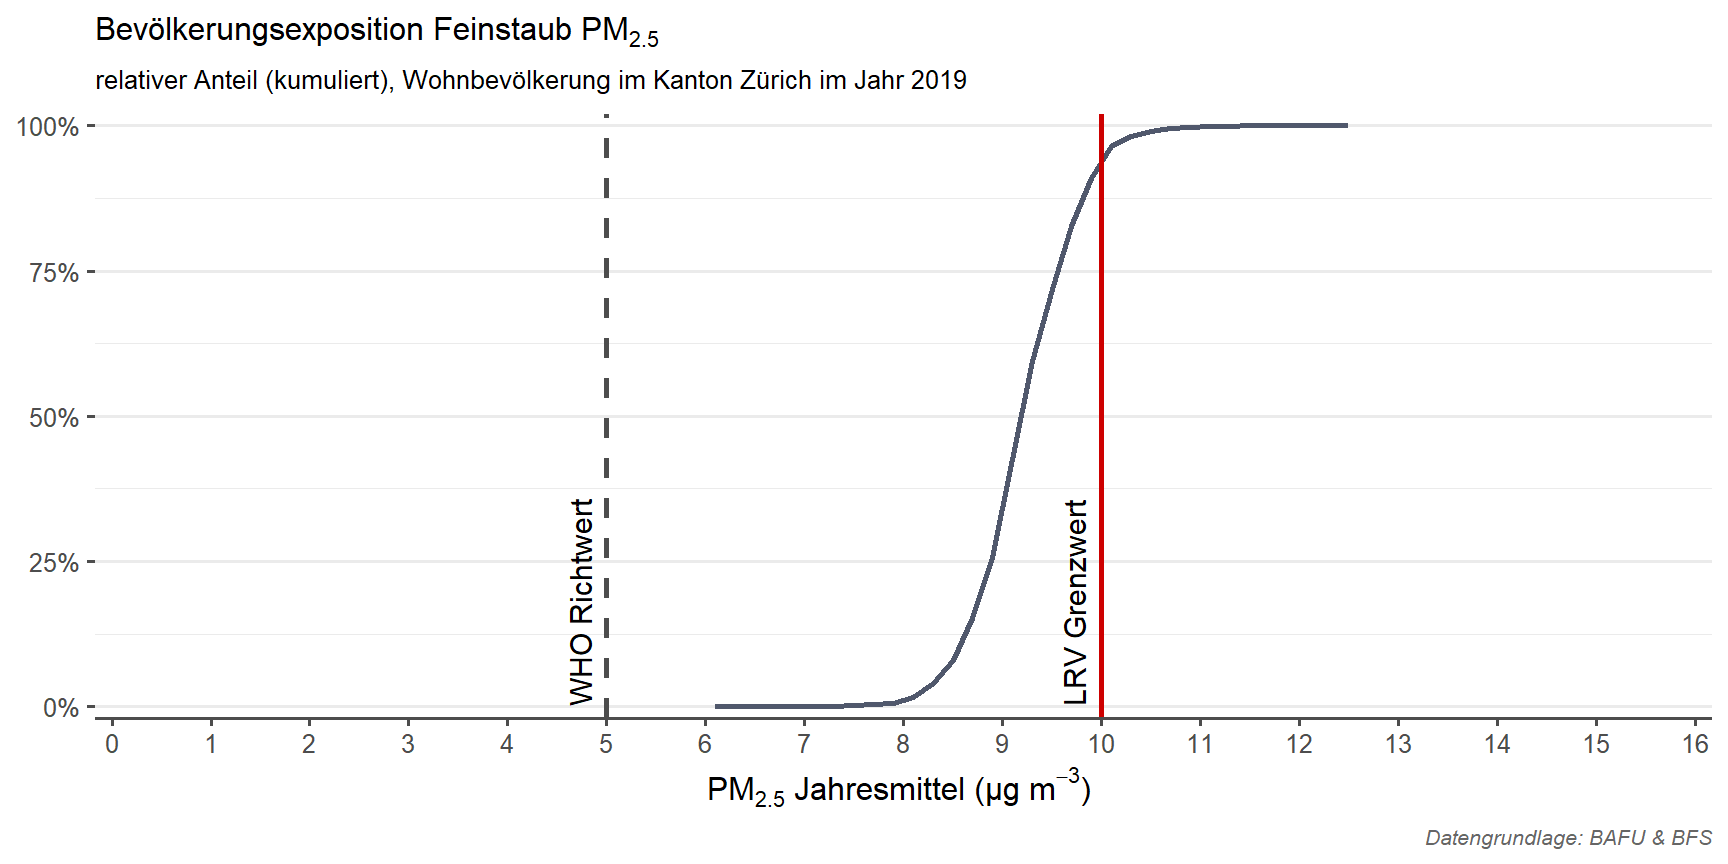 Bevölkerungsexposition Feinstaub PM2.5
relativer Anteil (kumuliert), Wohnbevölkerung im Kanton Zürich im Jahr 2019
100%
75%
50%
25%
0%
WHO Richtwert
LRV Grenzwert
0 1 2 3 4 5 6 7 8 9 10 11 12 13 14 15 16
PM2.5 Jahresmittel (µg m−3)
Datengrundlage: BAFU & BFS